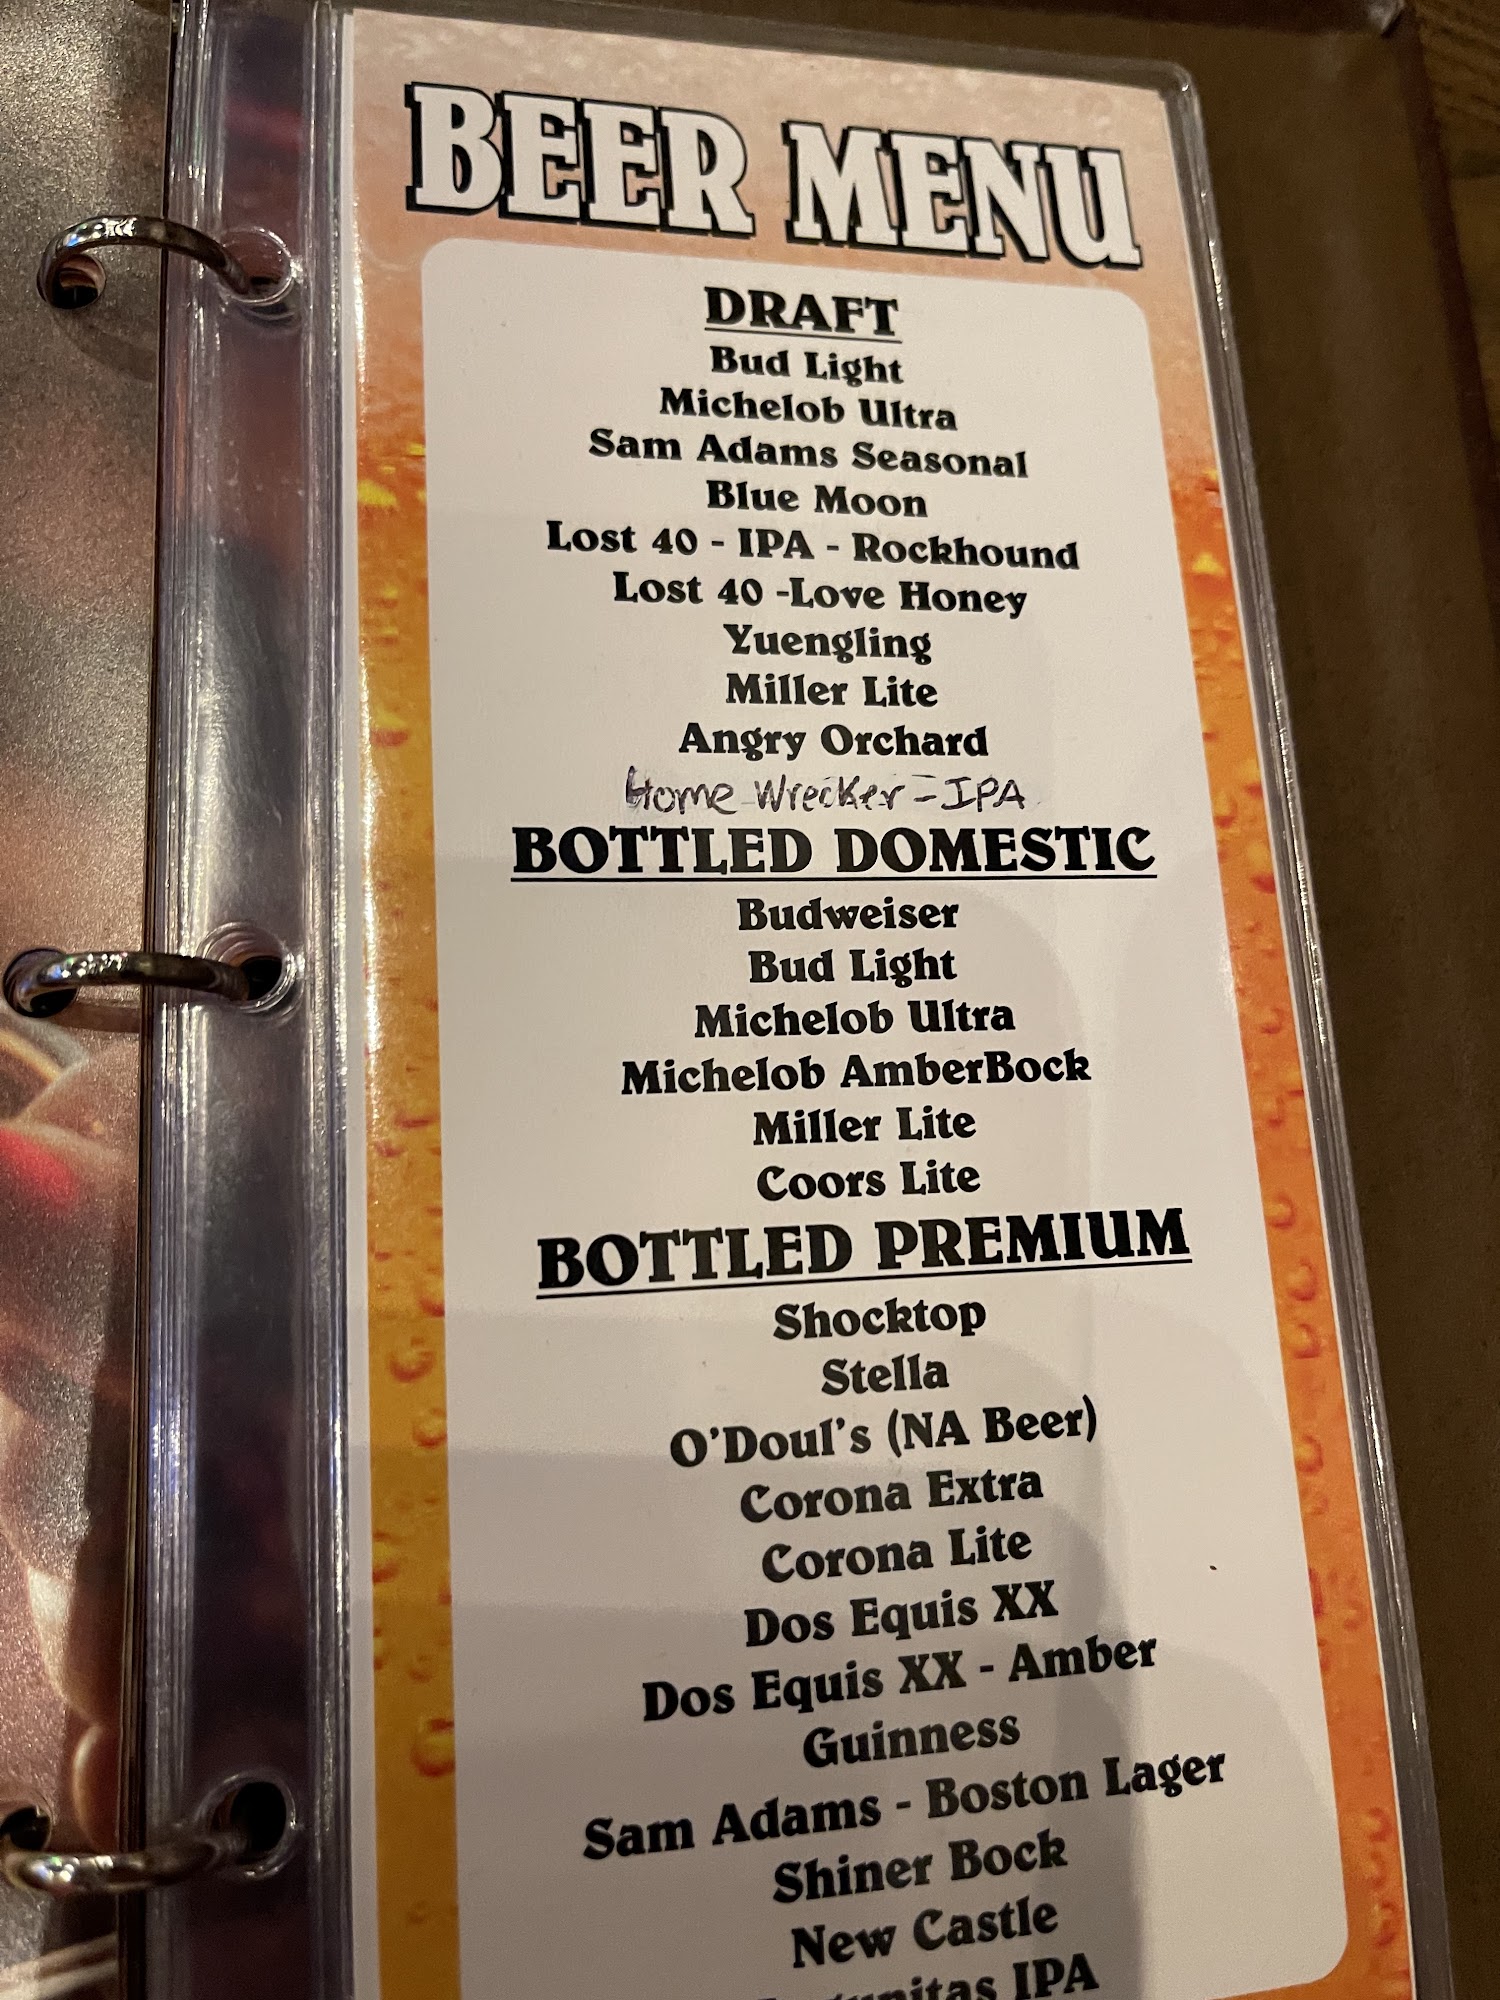 BEER MENU
DRAFT
Bud Light
Michelob Ultra
Sam Adams Seasonal
Blue Moon
Lost 40 - IPA - Rockhound
Lost 40 -Love Honey
Yuengling
Miller Lite
Angry Orchard
Home Wrecker - IPA
BOTTLED DOMESTIC
Budweiser
Bud Light
Michelob Ultra
Michelob AmberBock
Miller Lite
Coors Lite
BOTTLED PREMIUM
Shocktop
Stella
O'Doul's (NA Beer)
Corona Extra
Corona Lite
Dos Equis XX
Dos Equis XX - Amber
Guinness
Sam Adams - Boston Lager
Shiner Bock
New Castle
IPA